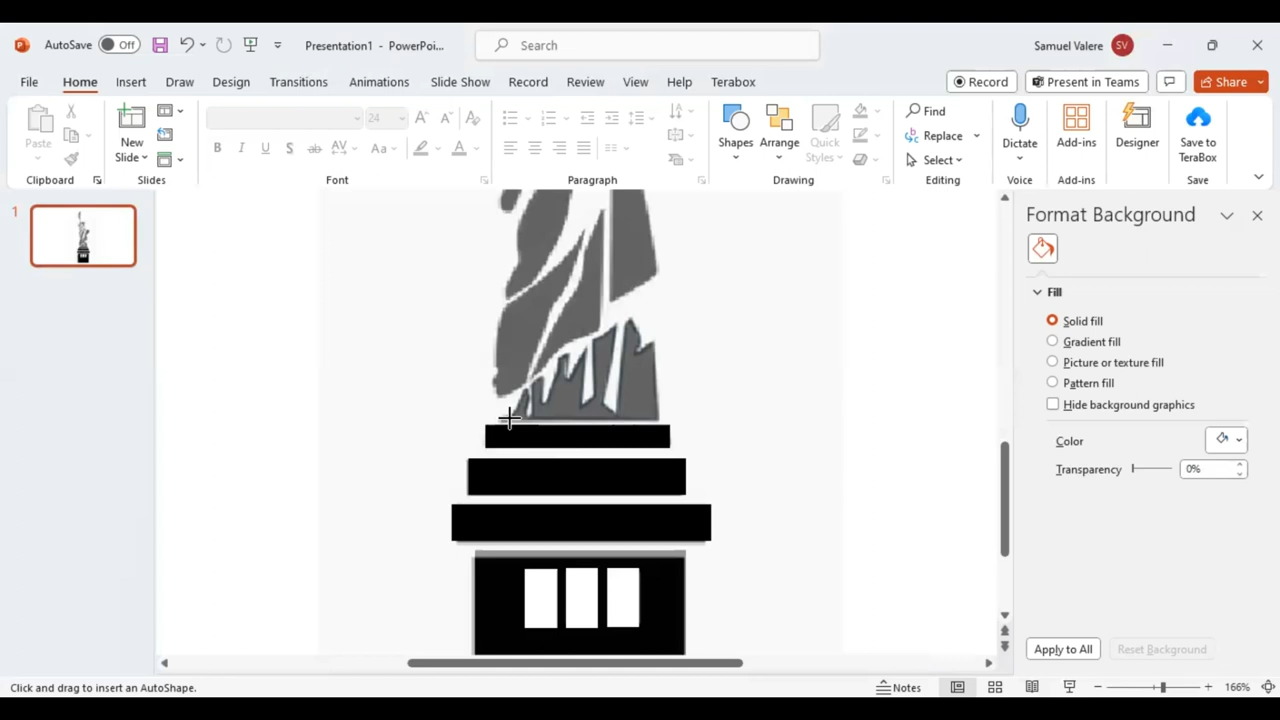 AutoSave Off Presentation1 - PowerPoi... Search Samuel Valere SV
File Home Insert Draw Design Transitions Animations Slide Show Record Review View Help Terabox Record Present in Teams Share
Paste New Slide 24 Aa Shapes Arrange Quick Styles Find Replace Select Dictate Add-ins Designer Save to TeraBox
Clipboard Slides Font Paragraph Drawing Editing Voice Add-ins Save
1
Format Background
Fill
Solid fill
Gradient fill
Picture or texture fill
Pattern fill
Hide background graphics
Color
Transparency 0%
Apply to All Reset Background
Click and drag to insert an AutoShape. Notes 166%